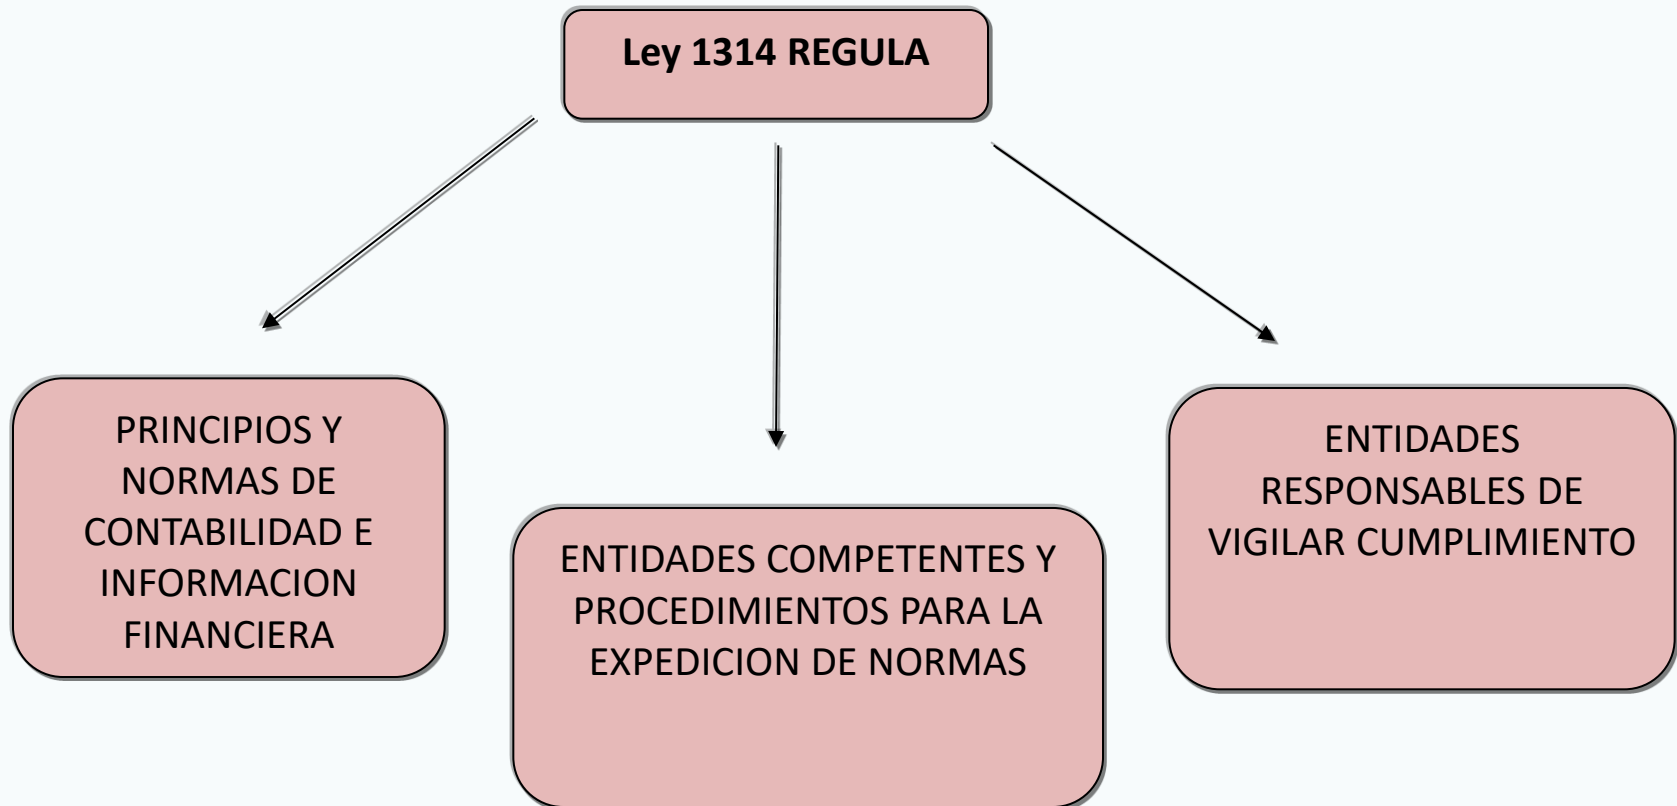 Ley 1314 REGULA
PRINCIPIOS Y
NORMAS DE
CONTABILIDAD E
INFORMACION
FINANCIERA
ENTIDADES COMPETENTES Y
PROCEDIMIENTOS PARA LA
EXPEDICION DE NORMAS
ENTIDADES
RESPONSABLES DE
VIGILAR CUMPLIMIENTO